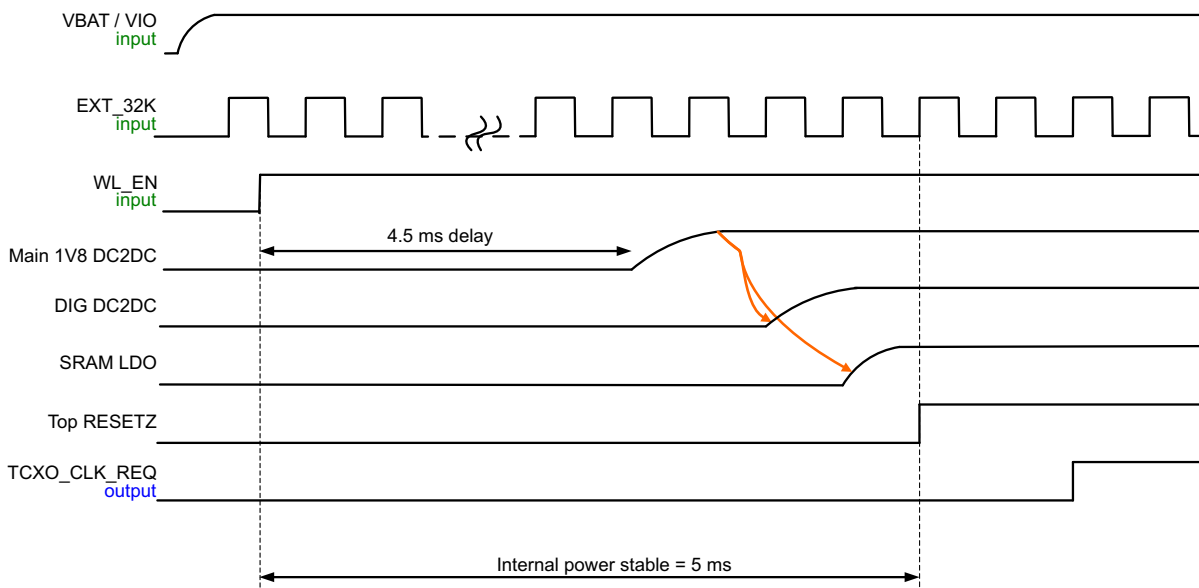 VBAT / VIO
input
EXT_32K
input
WL_EN
input
4.5 ms delay
Main 1V8 DC2DC
DIG DC2DC
SRAM LDO
Top RESETZ
TCXO_CLK_REQ
output
Internal power stable = 5 ms